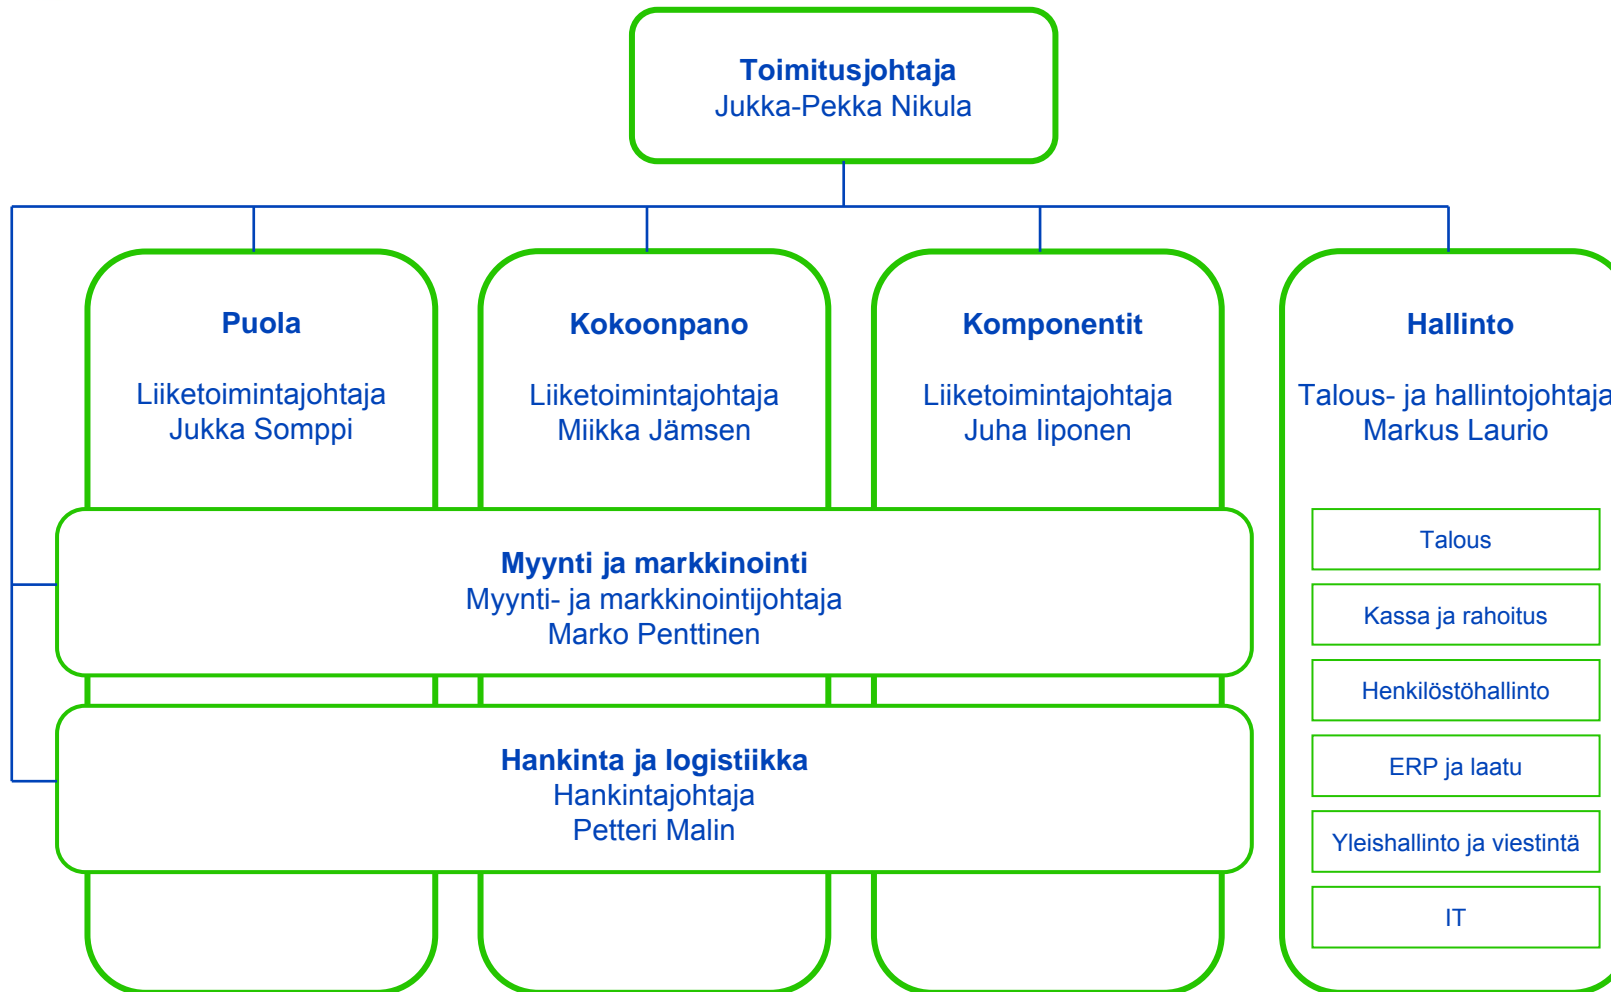 Toimitusjohtaja
Jukka-Pekka Nikula
Puola
Liiketoimintajohtaja
Jukka Somppi
Kokoonpano
Liiketoimintajohtaja
Miikka Jämsen
Komponentit
Liiketoimintajohtaja
Juha Iiponen
Hallinto
Talous- ja hallintojohtaja
Markus Laurio
Myynti ja markkinointi
Myynti- ja markkinointijohtaja
Marko Penttinen
Hankinta ja logistiikka
Hankintajohtaja
Petteri Malin
Talous
Kassa ja rahoitus
Henkilöstöhallinto
ERP ja laatu
Yleishallinto ja viestintä
IT